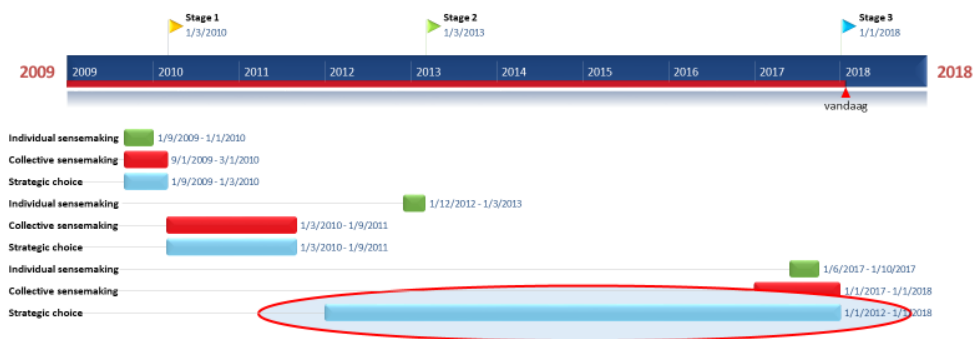 Stage 1
1/3/2010
Stage 2
1/3/2013
Stage 3
1/1/2018
2009 2009 2010 2011 2012 2013 2014 2015 2016 2017 2018 2018
vandaag
Individual sensemaking 1/9/2009 - 1/1/2010
Collective sensemaking 9/1/2009 - 3/1/2010
Strategic choice 1/9/2009 - 1/3/2010
Individual sensemaking 1/12/2012 - 1/3/2013
Collective sensemaking 1/3/2010 - 1/9/2011
Strategic choice 1/3/2010 - 1/9/2011
Individual sensemaking 1/6/2017 - 1/10/2017
Collective sensemaking 1/1/2017 - 1/1/2018
Strategic choice 1/1/2012 - 1/1/2018